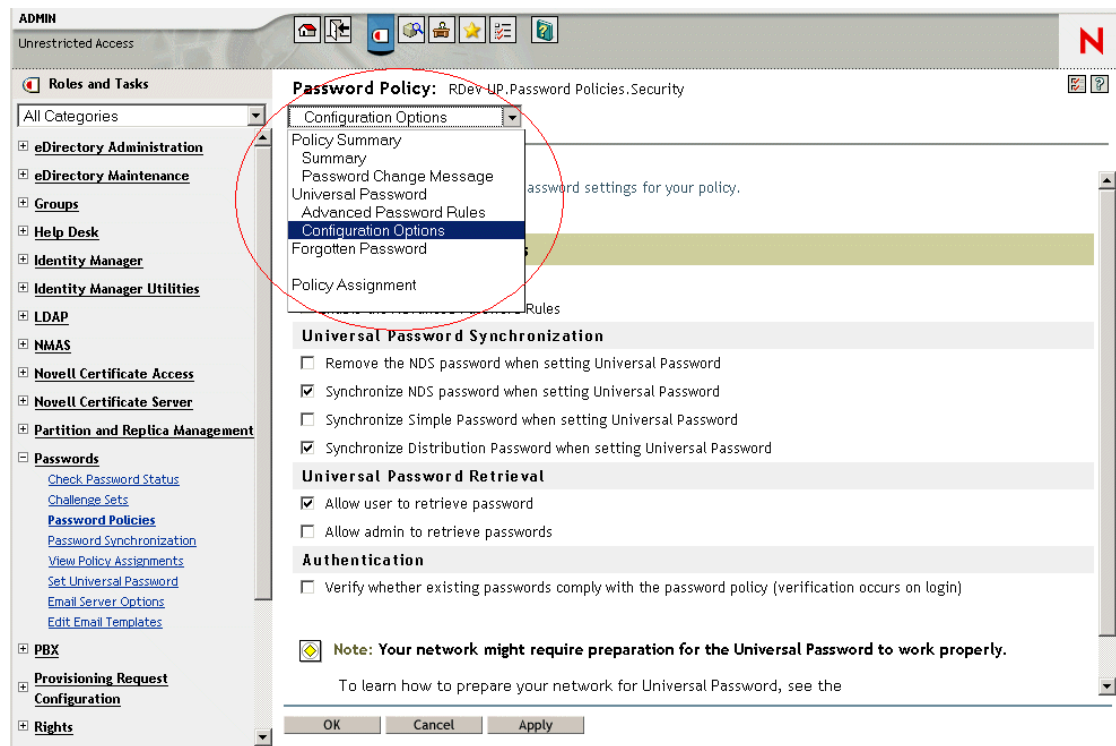 ADMIN
Unrestricted Access
N
Roles and Tasks
All Categories
eDirectory Administration
eDirectory Maintenance
Groups
Help Desk
Identity Manager
Identity Manager Utilities
LDAP
NMAS
Novell Certificate Access
Novell Certificate Server
Partition and Replica Management
Passwords
Check Password Status
Challenge Sets
Password Policies
Password Synchronization
View Policy Assignments
Set Universal Password
Email Server Options
Edit Email Templates
PBX
Provisioning Request
Configuration
Rights
Password Policy: RDev UP.Password Policies.Security
Configuration Options
Policy Summary
Summary
Password Change Message
Universal Password
Advanced Password Rules
Configuration Options
Forgotten Password
Policy Assignment
assword settings for your policy.
Rules
Universal Password Synchronization
Remove the NDS password when setting Universal Password
Synchronize NDS password when setting Universal Password
Synchronize Simple Password when setting Universal Password
Synchronize Distribution Password when setting Universal Password
Universal Password Retrieval
Allow user to retrieve password
Allow admin to retrieve passwords
Authentication
Verify whether existing passwords comply with the password policy (verification occurs on login)
Note: Your network might require preparation for the Universal Password to work properly.
To learn how to prepare your network for Universal Password, see the
OK Cancel Apply